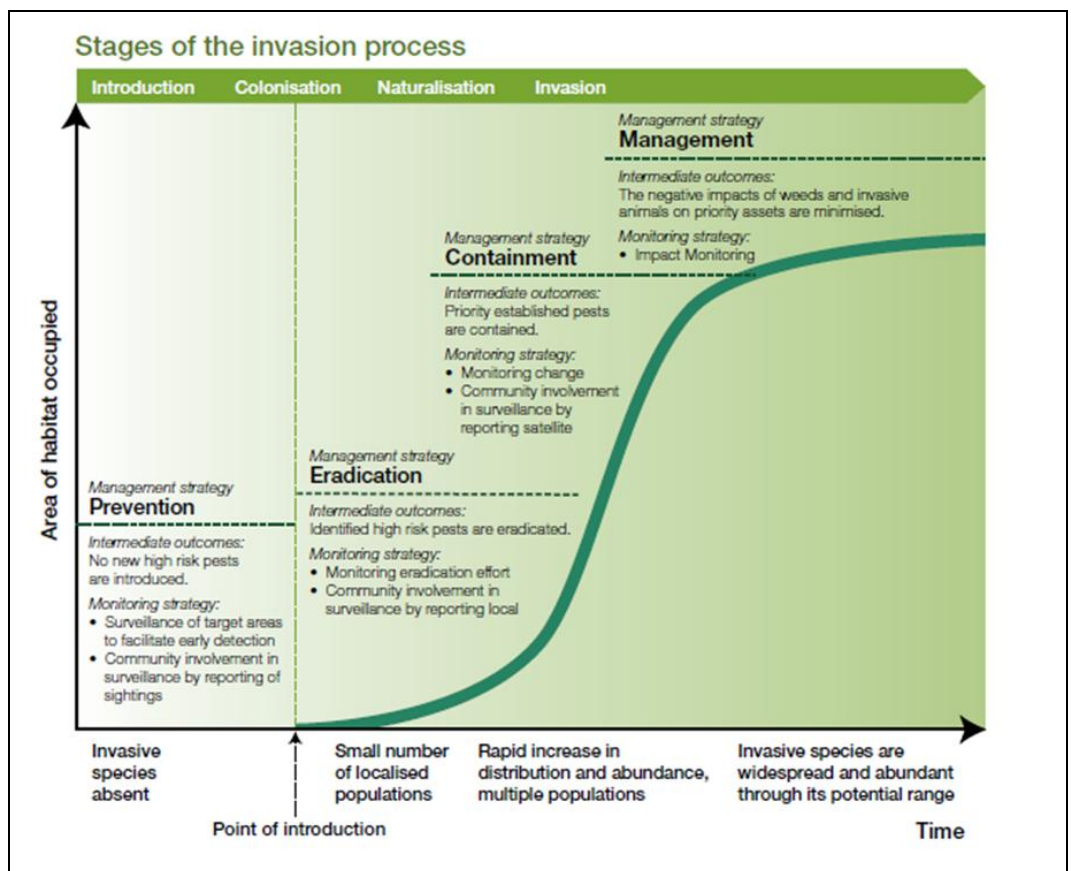 Stages of the invasion process
Introduction Colonisation Naturalisation Invasion
Management strategy
Management
Intermediate outcomes:
The negative impacts of weeds and invasive
animals on priority assets are minimised.
Monitoring strategy:
• Impact Monitoring
Management strategy
Containment
Intermediate outcomes:
Priority established pests
are contained.
Monitoring strategy:
• Monitoring change
• Community involvement
in surveillance by
reporting satellite
Management strategy
Eradication
Intermediate outcomes:
Identified high risk pests are eradicated.
Monitoring strategy:
• Monitoring eradication effort
• Community involvement in
surveillance by reporting local
Management strategy
Prevention
Intermediate outcomes:
No new high risk pests
are introduced.
Monitoring strategy:
• Surveillance of target areas
to facilitate early detection
• Community involvement in
surveillance by reporting of
sightings
Area of habitat occupied
Invasive
species
absent
Point of introduction
Small number
of localised
populations
Rapid increase in
distribution and abundance,
multiple populations
Invasive species are
widespread and abundant
through its potential range
Time